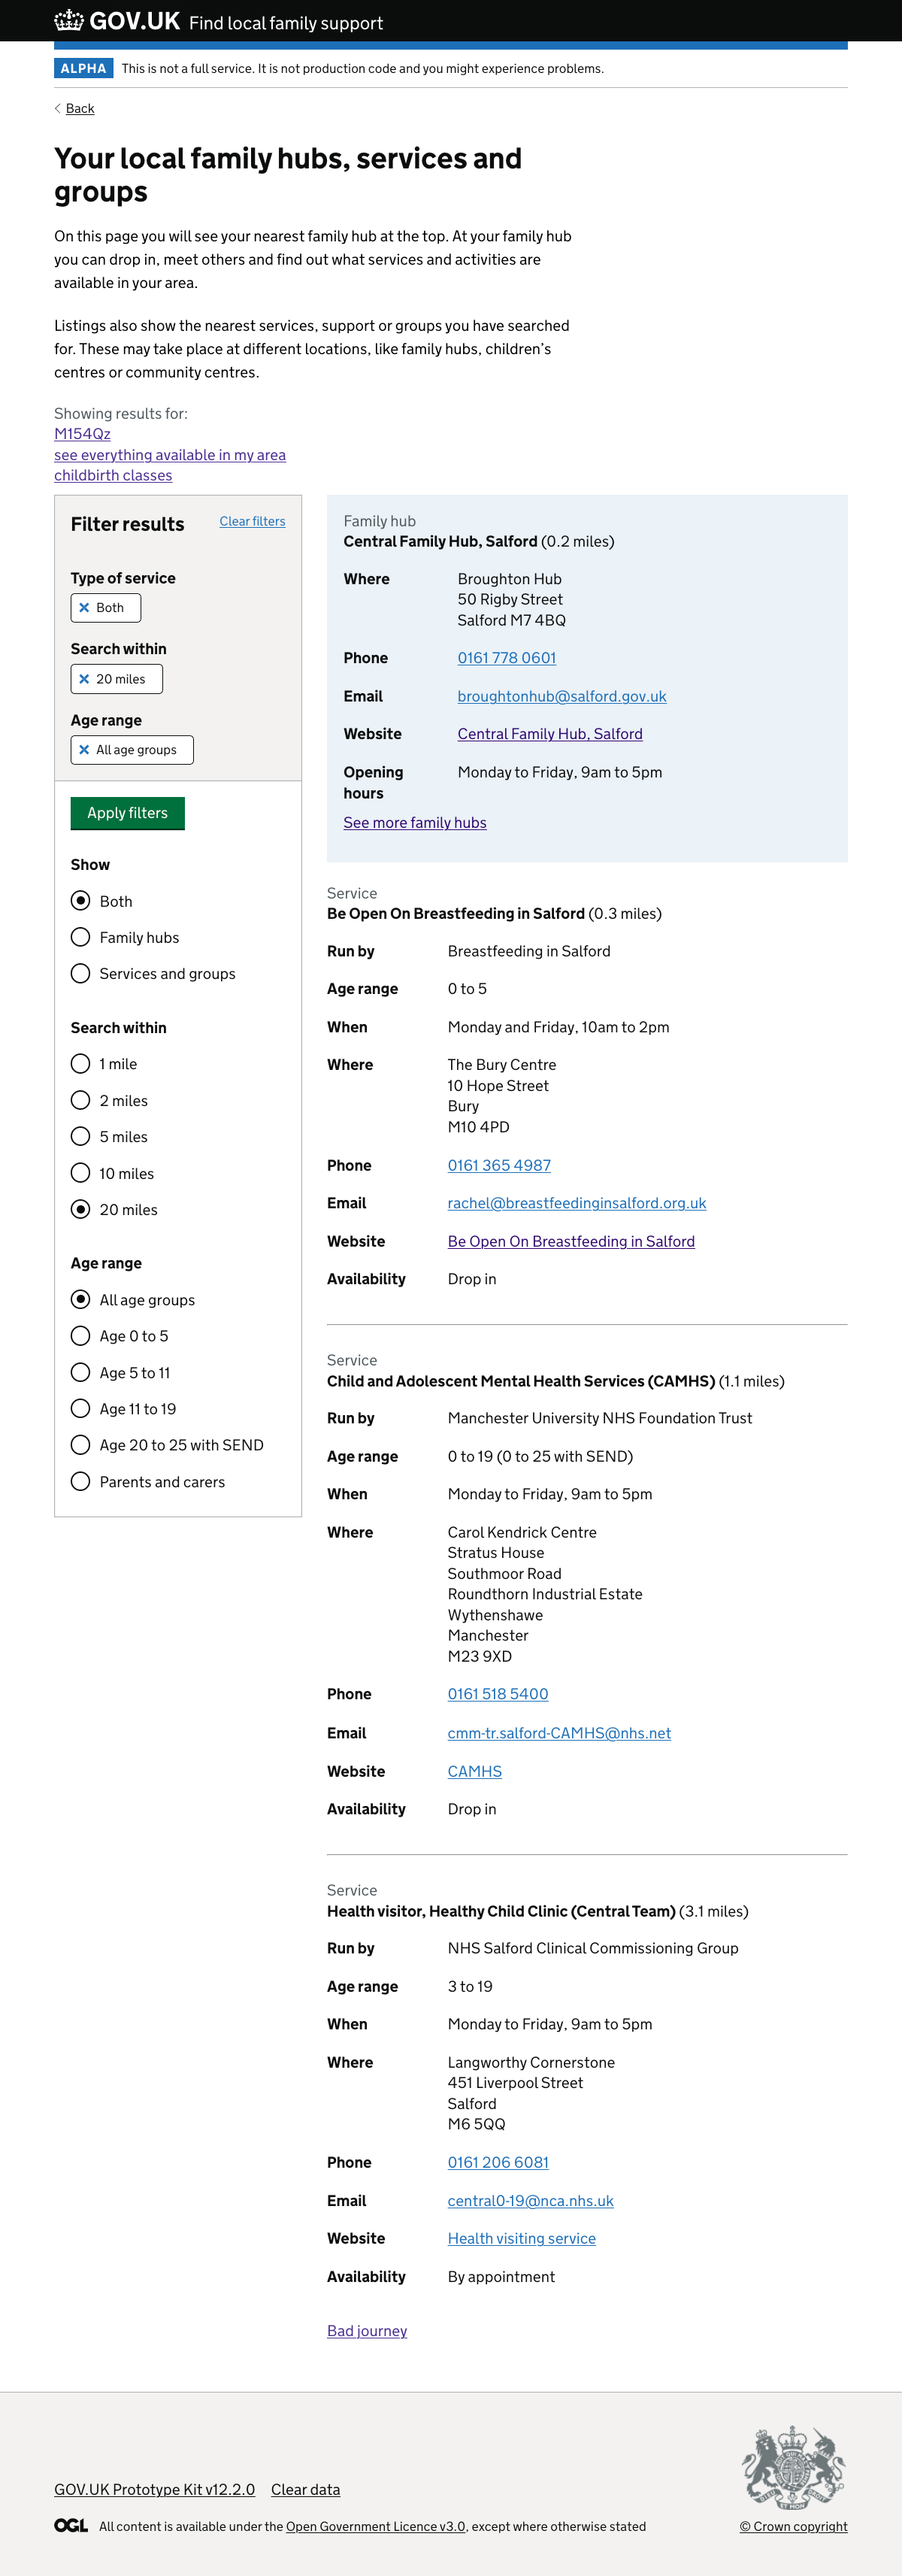 GOV.UK Find local family support
ALPHA This is not a full service. It is not production code and you might experience problems.
Back
Your local family hubs, services and
groups
On this page you will see your nearest family hub at the top. At your family hub
you can drop in, meet others and find out what services and activities are
available in your area.
Listings also show the nearest services, support or groups you have searched
for. These may take place at different locations, like family hubs, children's
centres or community centres.
Showing results for:
M154Qz
see everything available in my area
childbirth classes
Filter results Clear filters
Type of service
Both
Search within
20 miles
Age range
All age groups
Apply filters
Show
Both
Family hubs
Services and groups
Search within
1 mile
2 miles
5 miles
10 miles
20 miles
Age range
All age groups
Age 0 to 5
Age 5 to 11
Age 11 to 19
Age 20 to 25 with SEND
Parents and carers
Family hub
Central Family Hub, Salford (0.2 miles)
Where Broughton Hub
50 Rigby Street
Salford M7 4BQ
Phone 0161 778 0601
Email broughtonhub@salford.gov.uk
Website Central Family Hub, Salford
Opening Monday to Friday, 9am to 5pm
hours
See more family hubs
Service
Be Open On Breastfeeding in Salford (0.3 miles)
Run by Breastfeeding in Salford
Age range 0 to 5
When Monday and Friday, 10am to 2pm
Where The Bury Centre
10 Hope Street
Bury
M10 4PD
Phone 0161 365 4987
Email rachel@breastfeedinginsalford.org.uk
Website Be Open On Breastfeeding in Salford
Availability Drop in
Service
Child and Adolescent Mental Health Services (CAMHS) (1.1 miles)
Run by Manchester University NHS Foundation Trust
Age range 0 to 19 (0 to 25 with SEND)
When Monday to Friday, 9am to 5pm
Where Carol Kendrick Centre
Stratus House
Southmoor Road
Roundthorn Industrial Estate
Wythenshawe
Manchester
M23 9XD
Phone 0161 518 5400
Email cmm-tr.salford-CAMHS@nhs.net
Website CAMHS
Availability Drop in
Service
Health visitor, Healthy Child Clinic (Central Team) (3.1 miles)
Run by NHS Salford Clinical Commissioning Group
Age range 3 to 19
When Monday to Friday, 9am to 5pm
Where Langworthy Cornerstone
451 Liverpool Street
Salford
M6 5QQ
Phone 0161 206 6081
Email central0-19@nca.nhs.uk
Website Health visiting service
Availability By appointment
Bad journey
GOV.UK Prototype Kit v12.2.0 Clear data
OGL All content is available under the Open Government Licence v3.0, except where otherwise stated
© Crown copyright